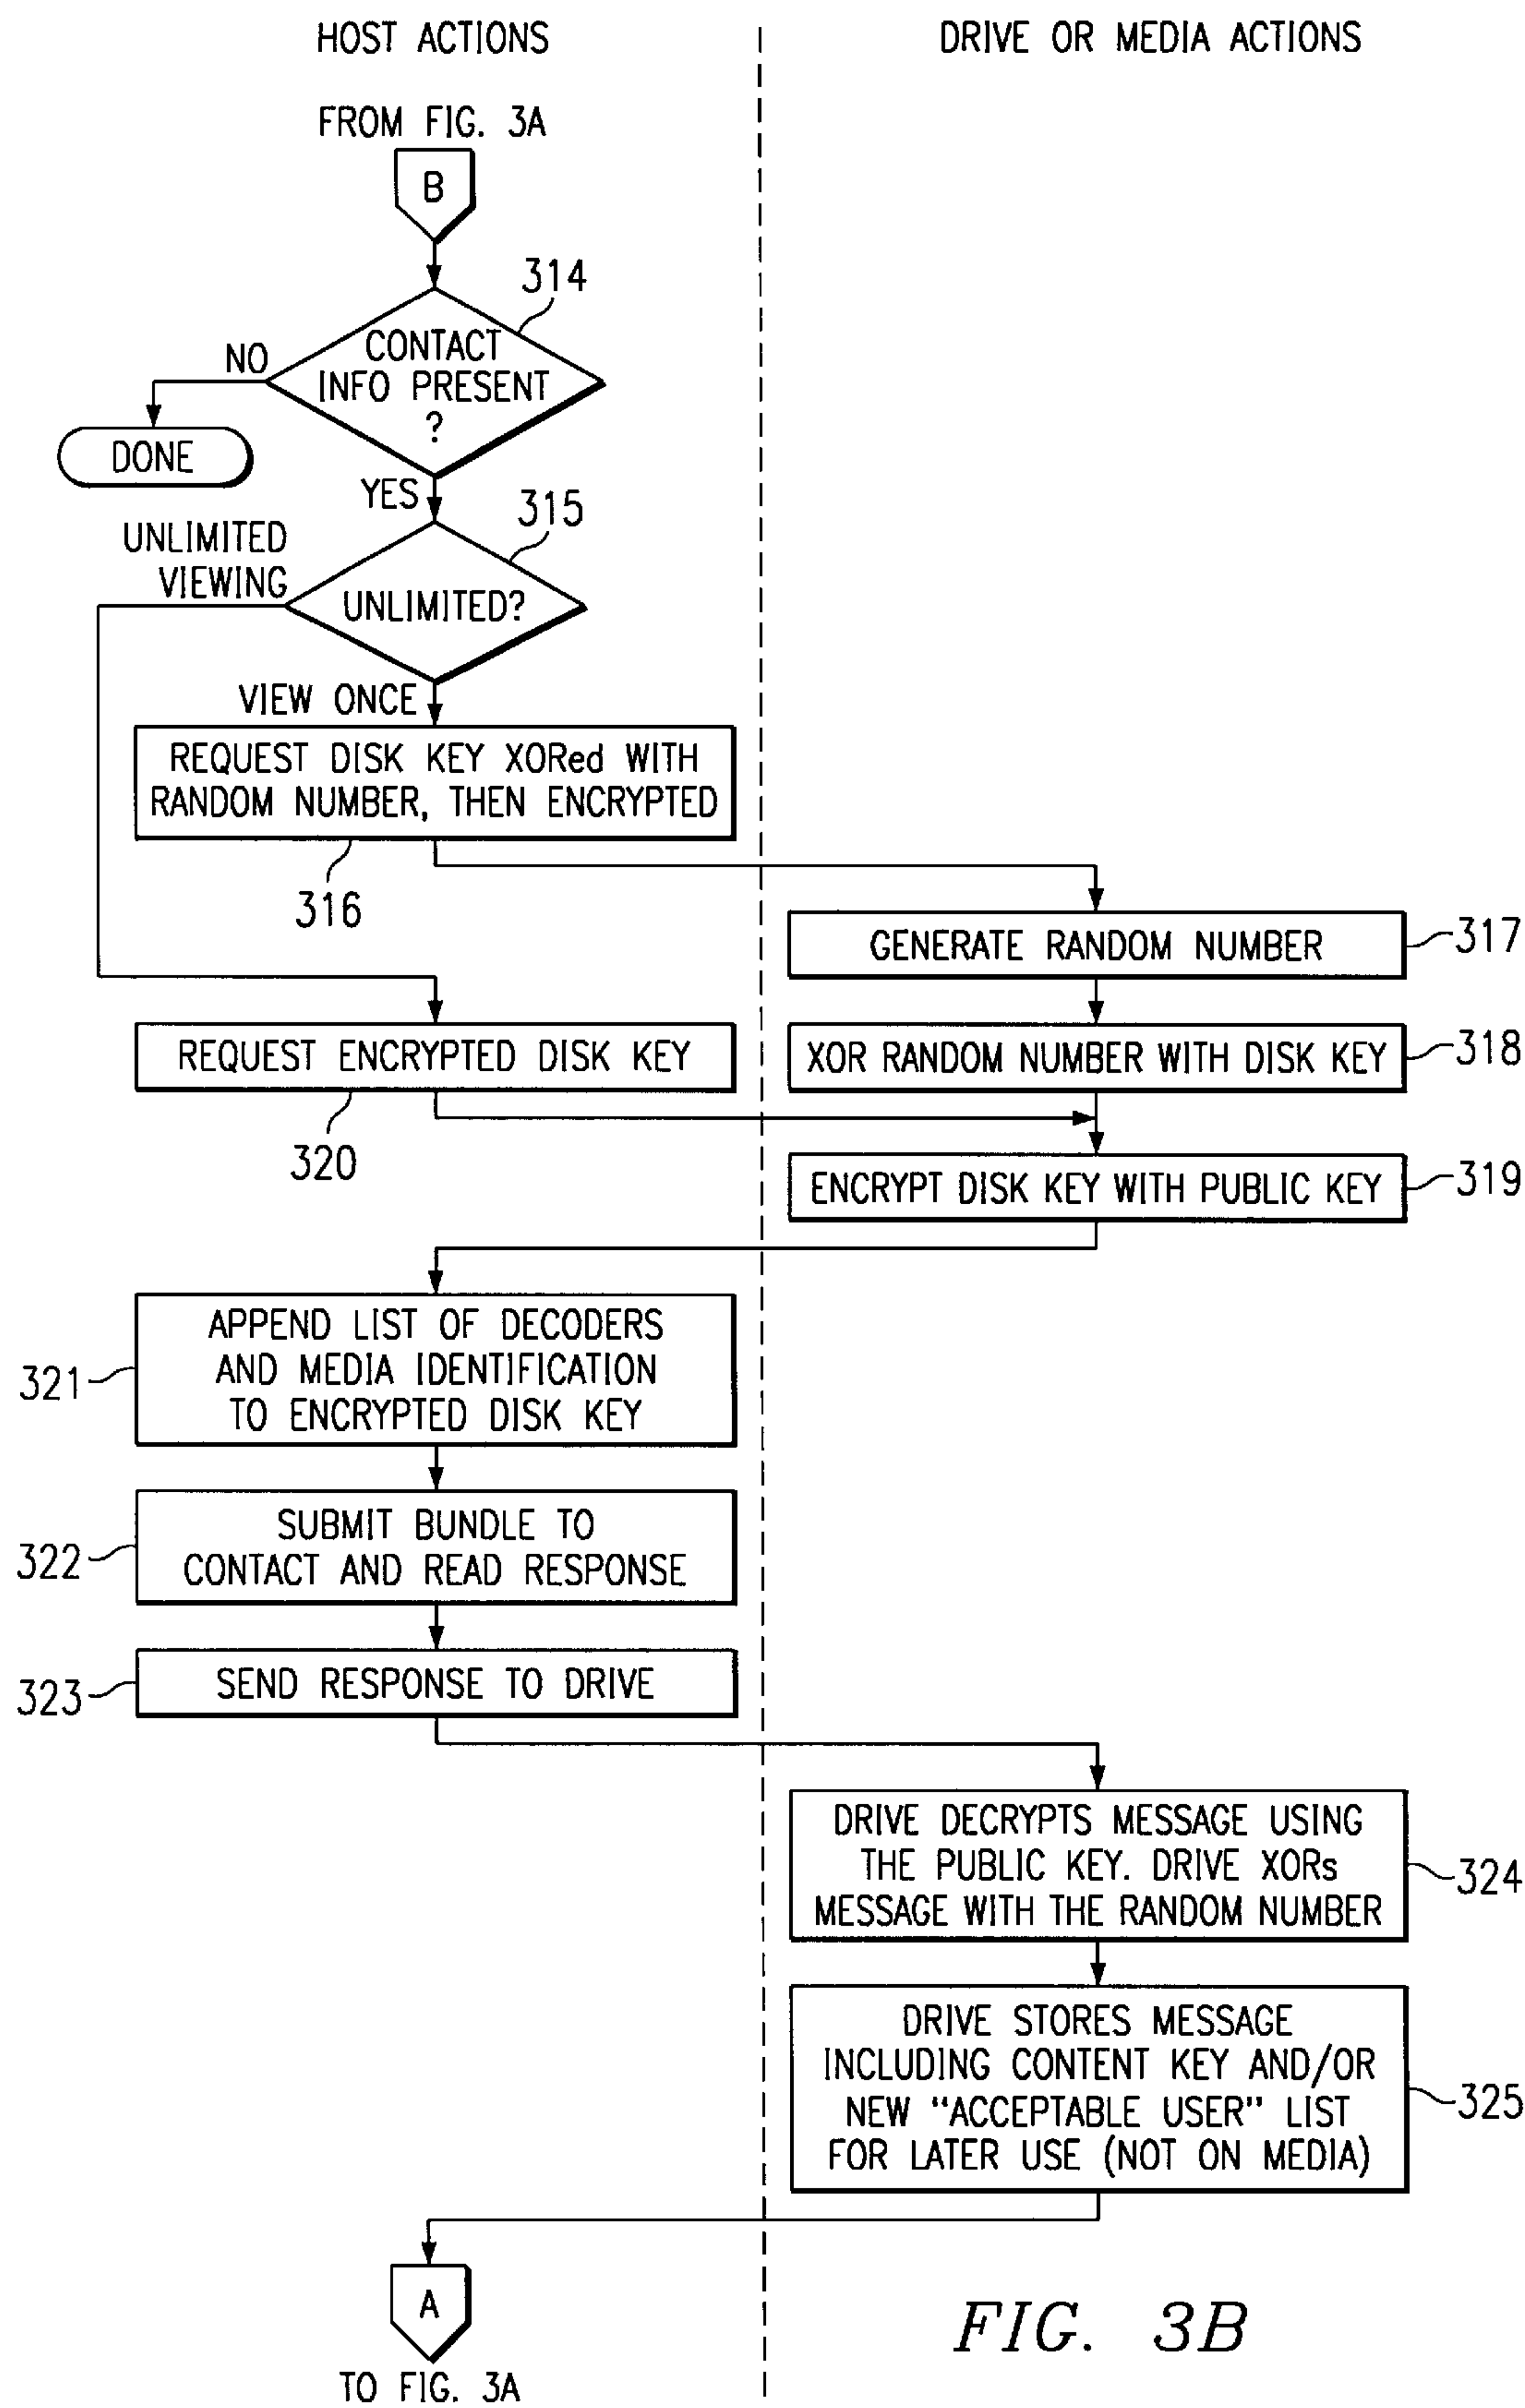 HOST ACTIONS
DRIVE OR MEDIA ACTIONS
FROM FIG. 3A
B
314
CONTACT
INFO PRESENT
?
NO
DONE
YES
315
UNLIMITED
VIEWING
UNLIMITED?
VIEW ONCE
REQUEST DISK KEY XORed WITH
RANDOM NUMBER, THEN ENCRYPTED
316
GENERATE RANDOM NUMBER
317
XOR RANDOM NUMBER WITH DISK KEY
318
REQUEST ENCRYPTED DISK KEY
320
ENCRYPT DISK KEY WITH PUBLIC KEY
319
APPEND LIST OF DECODERS
AND MEDIA IDENTIFICATION
TO ENCRYPTED DISK KEY
321
SUBMIT BUNDLE TO
CONTACT AND READ RESPONSE
322
SEND RESPONSE TO DRIVE
323
DRIVE DECRYPTS MESSAGE USING
THE PUBLIC KEY. DRIVE XORs
MESSAGE WITH THE RANDOM NUMBER
324
DRIVE STORES MESSAGE
INCLUDING CONTENT KEY AND/OR
NEW "ACCEPTABLE USER" LIST
FOR LATER USE (NOT ON MEDIA)
325
A
TO FIG. 3A
FIG. 3B